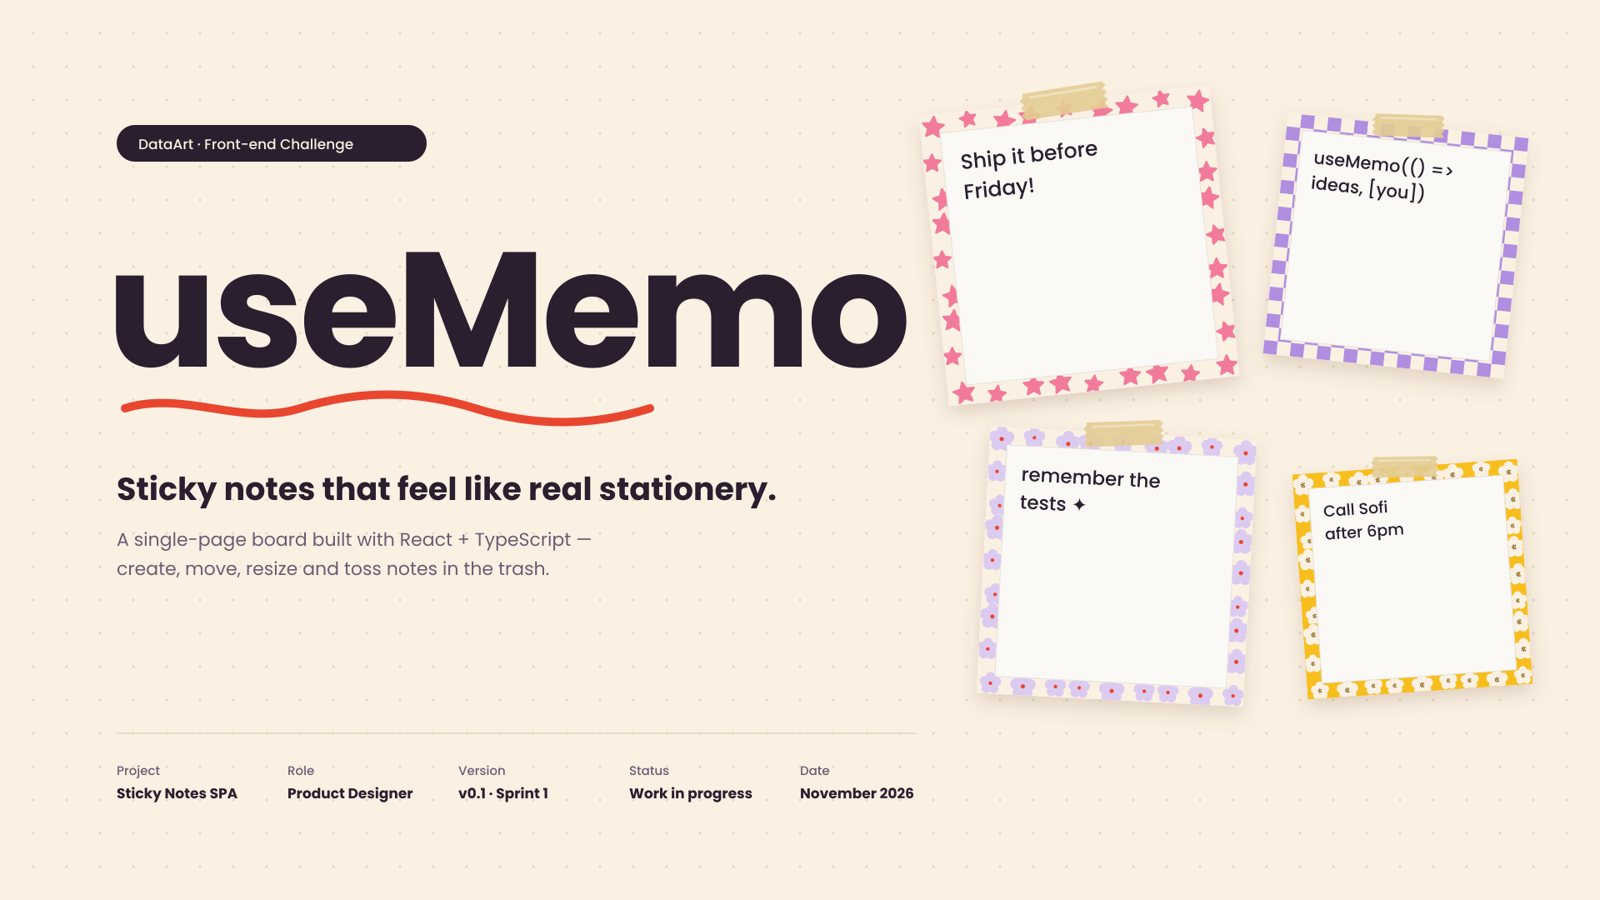 DataArt · Front-end Challenge
useMemo
Sticky notes that feel like real stationery.
A single-page board built with React + TypeScript —
create, move, resize and toss notes in the trash.
Project
Sticky Notes SPA
Role
Product Designer
Version
v0.1 · Sprint 1
Status
Work in progress
Date
November 2026
Ship it before
Friday!
useMemo(() =>
ideas, [you])
remember the
tests ✦
Call Sofi
after 6pm